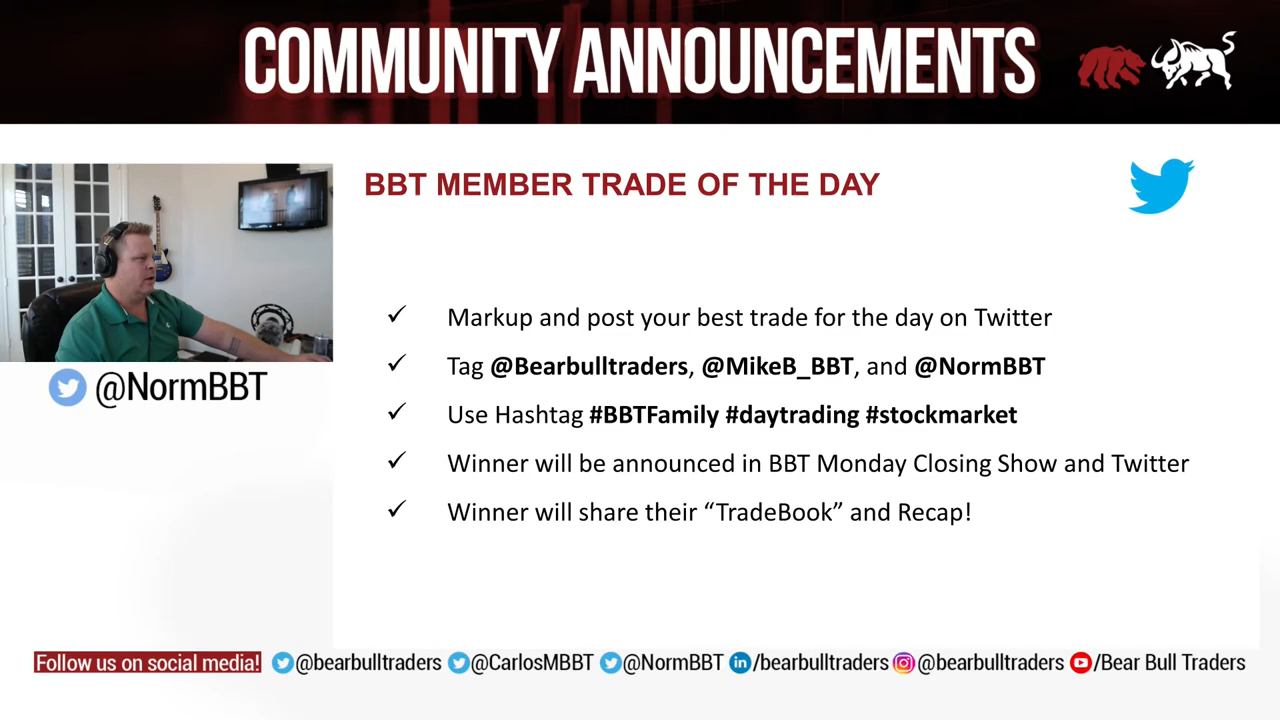 COMMUNITY ANNOUNCEMENTS
BBT MEMBER TRADE OF THE DAY
@NormBBT
✓ Markup and post your best trade for the day on Twitter
✓ Tag @Bearbulltraders, @MikeB_BBT, and @NormBBT
✓ Use Hashtag #BBTFamily #daytrading #stockmarket
✓ Winner will be announced in BBT Monday Closing Show and Twitter
✓ Winner will share their “TradeBook” and Recap!
Follow us on social media! @bearbulltraders @CarlosMBBT @NormBBT /bearbulltraders @bearbulltraders /Bear Bull Traders